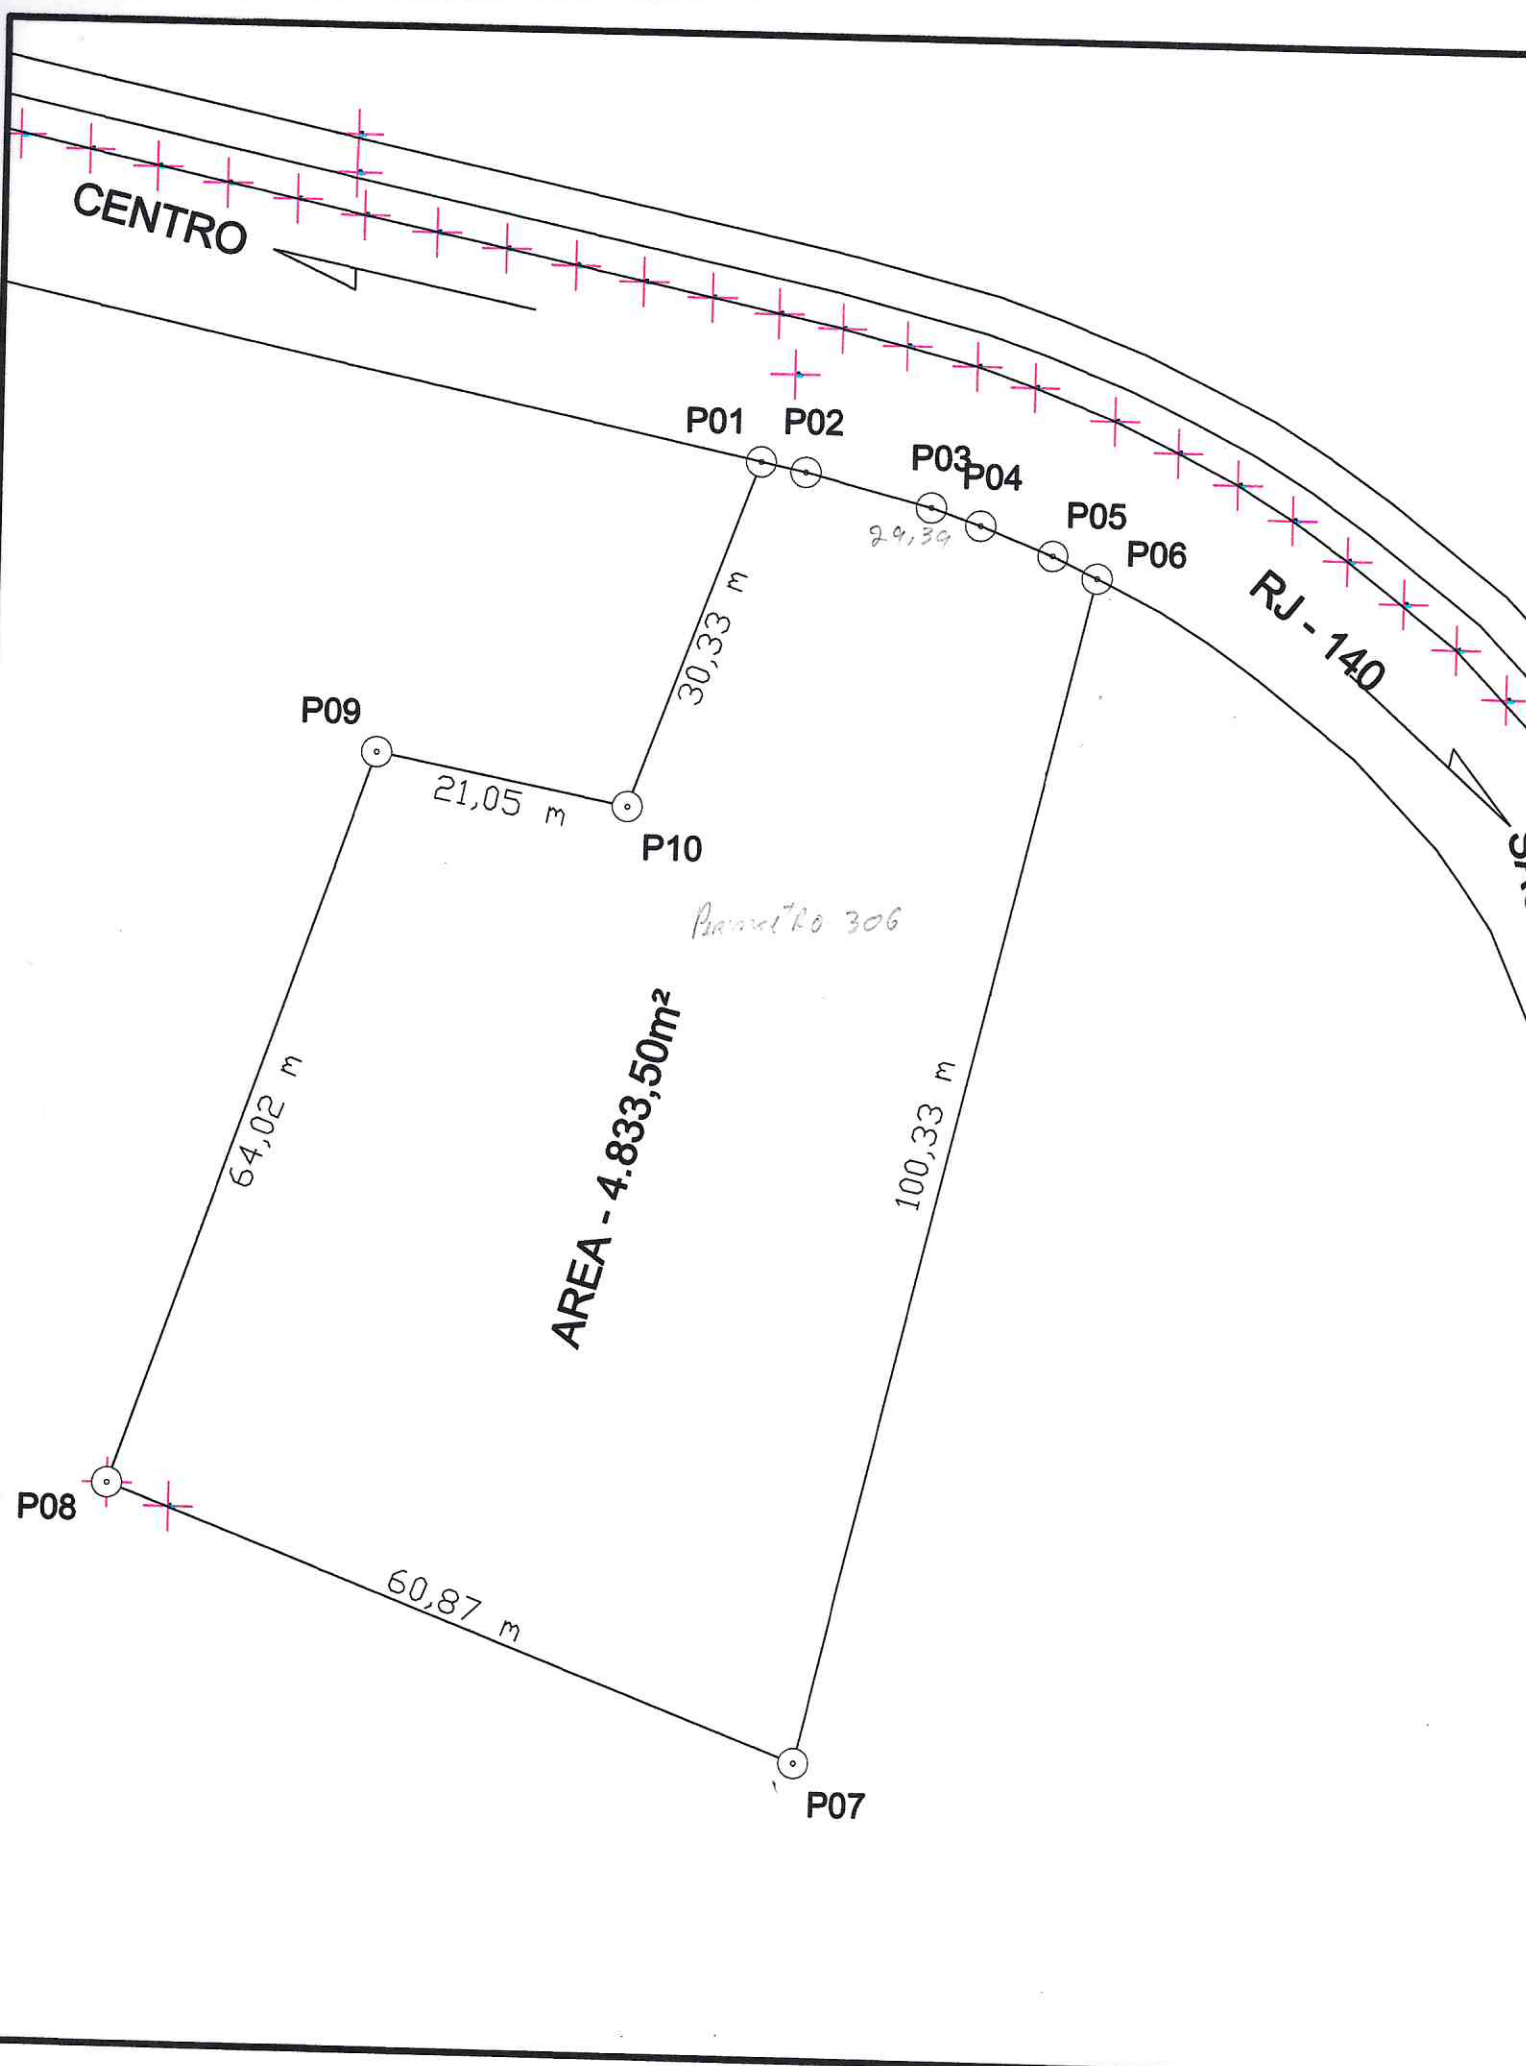 CENTRO
P01
P02
P03
P04
29,39
P05
P06
RJ - 140
30,33 m
P09
21,05 m
P10
Perimetro 306
64,02 m
AREA - 4.833,50m²
100,33 m
P08
60,87 m
P07